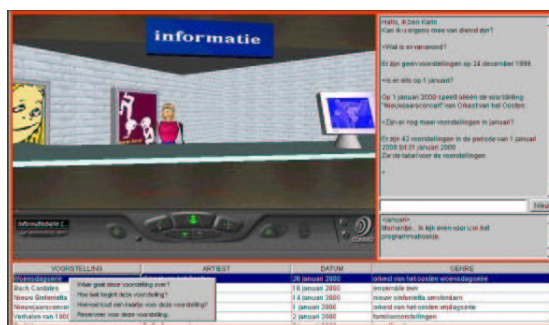 informatie
Hallo, ik ben Karin
Kan ik u ergens mee van dienst zijn?
>Wat is er vanavond?
Er zijn geen voorstellingen op 24 december 1999.
>Is er iets op 1 januari?
Op 1 januari 2000 speelt alleen de voorstelling
"Nieuwjaarsconcert" van Orkest van het Oosten.
>Zijn er nog meer voorstellingen in januari?
Er zijn 42 voorstellingen in de periode van 1 januari
2000 tot 31 januari 2000
Zie de tabel voor de voorstellingen
>
<januari>
Momentje... Ik kijk even voor u in het
programmaboekje.
Informatiebalie (...
VOORSTELLING ARTIEST DATUM GENRE
Woensdagserie 26 januari 2000 orkest van het oosten woensdagserie
Bach Cantates 16 januari 2000 ensemble
Nieuw Sinfonietta 14 januari 2000 nieuw sinfonietta amsterdam
Nieuwjaarsconcert 1 januari 2000 orkest van het oosten vrijdagserie
Verhalen van 1001 2 januari 2000 familievoorstellingen
Waar gaat deze voorstelling over?
Hoe laat begint deze voorstelling?
Hoeveel kost een kaartje voor deze voorstelling?
Reserveer voor deze voorstelling.